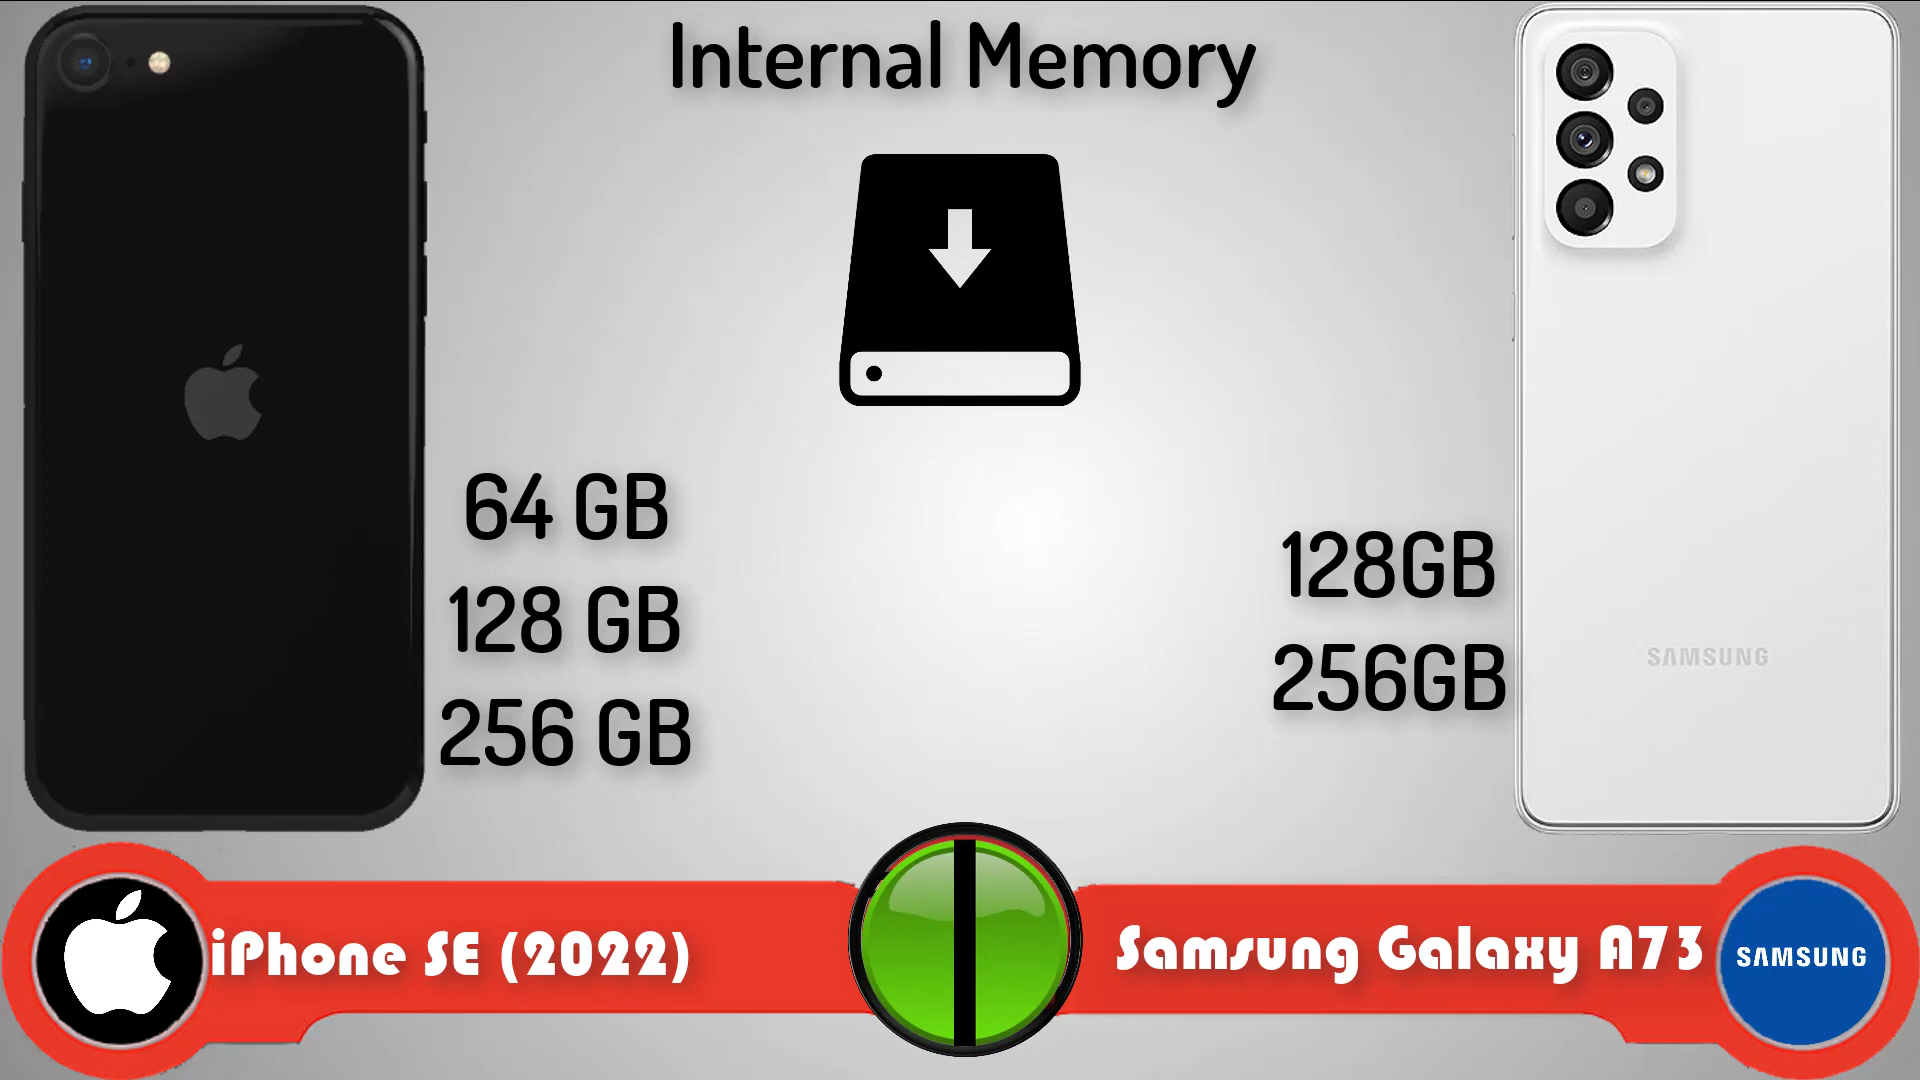 Internal Memory
64 GB
128 GB
256 GB
128GB
256GB
SAMSUNG
iPhone SE (2022)
Samsung Galaxy A73
SAMSUNG